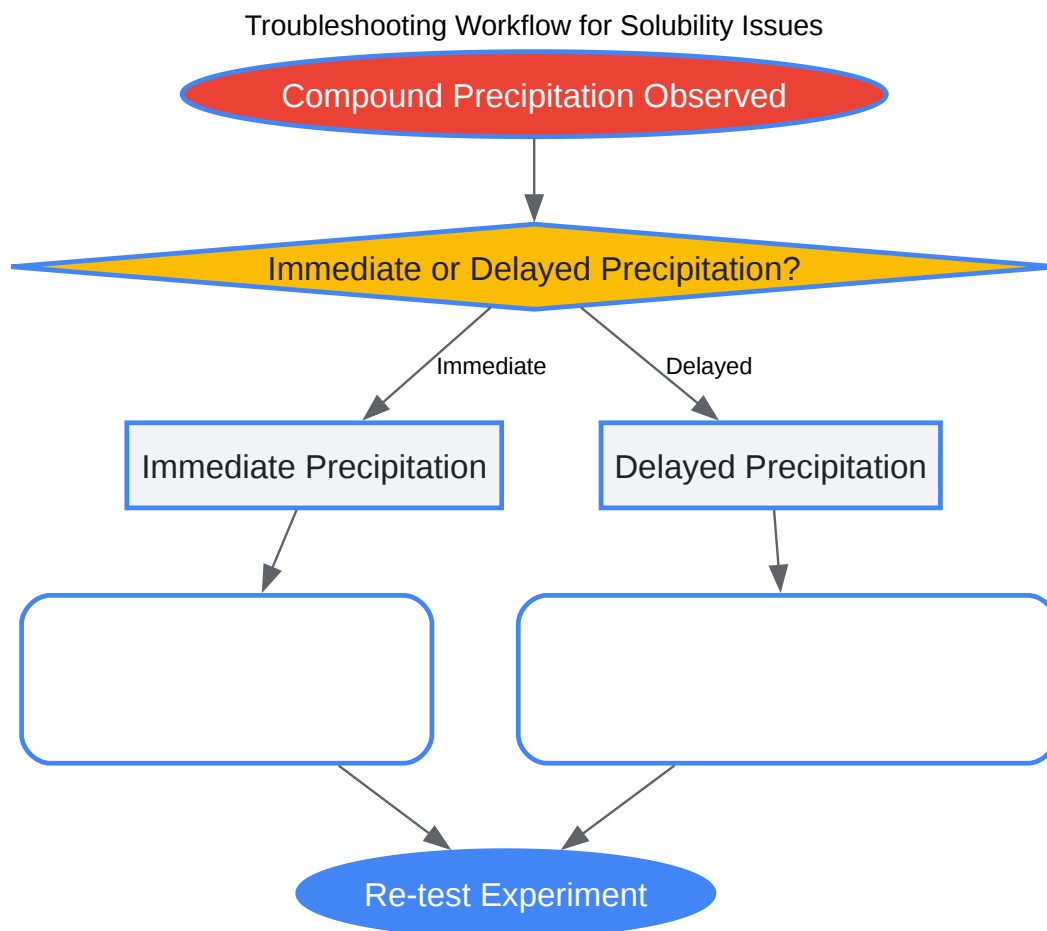 Troubleshooting Workflow for Solubility Issues
Compound Precipitation Observed
Immediate or Delayed Precipitation?
Immediate
Delayed
Immediate Precipitation
Delayed Precipitation
Re-test Experiment